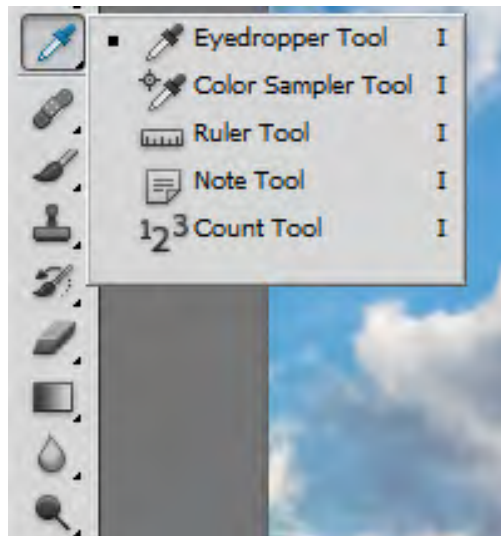 Eyedropper Tool I
Color Sampler Tool I
Ruler Tool I
Note Tool I
123 Count Tool I